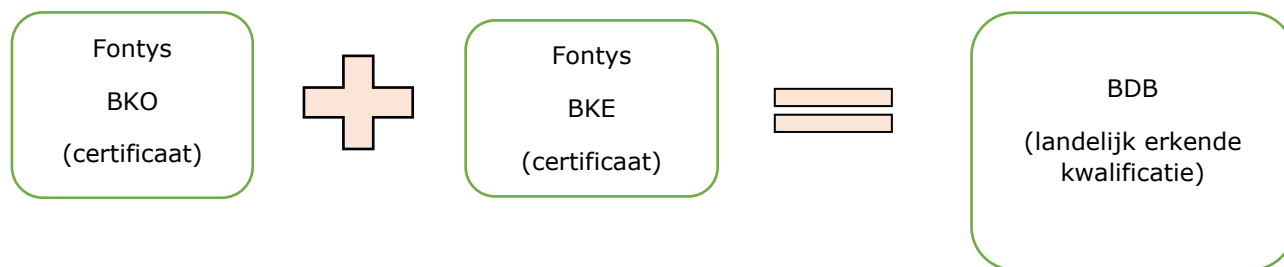 Fontys
BKO
(certificaat)
Fontys
BKE
(certificaat)
BDB
(landelijk erkende
kwalificatie)